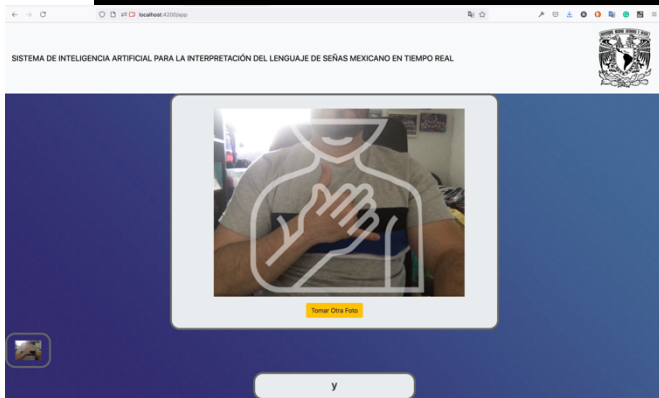 localhost:4200/app
SISTEMA DE INTELIGENCIA ARTIFICIAL PARA LA INTERPRETACIÓN DEL LENGUAJE DE SEÑAS MEXICANO EN TIEMPO REAL
Tomar Otra Foto
y